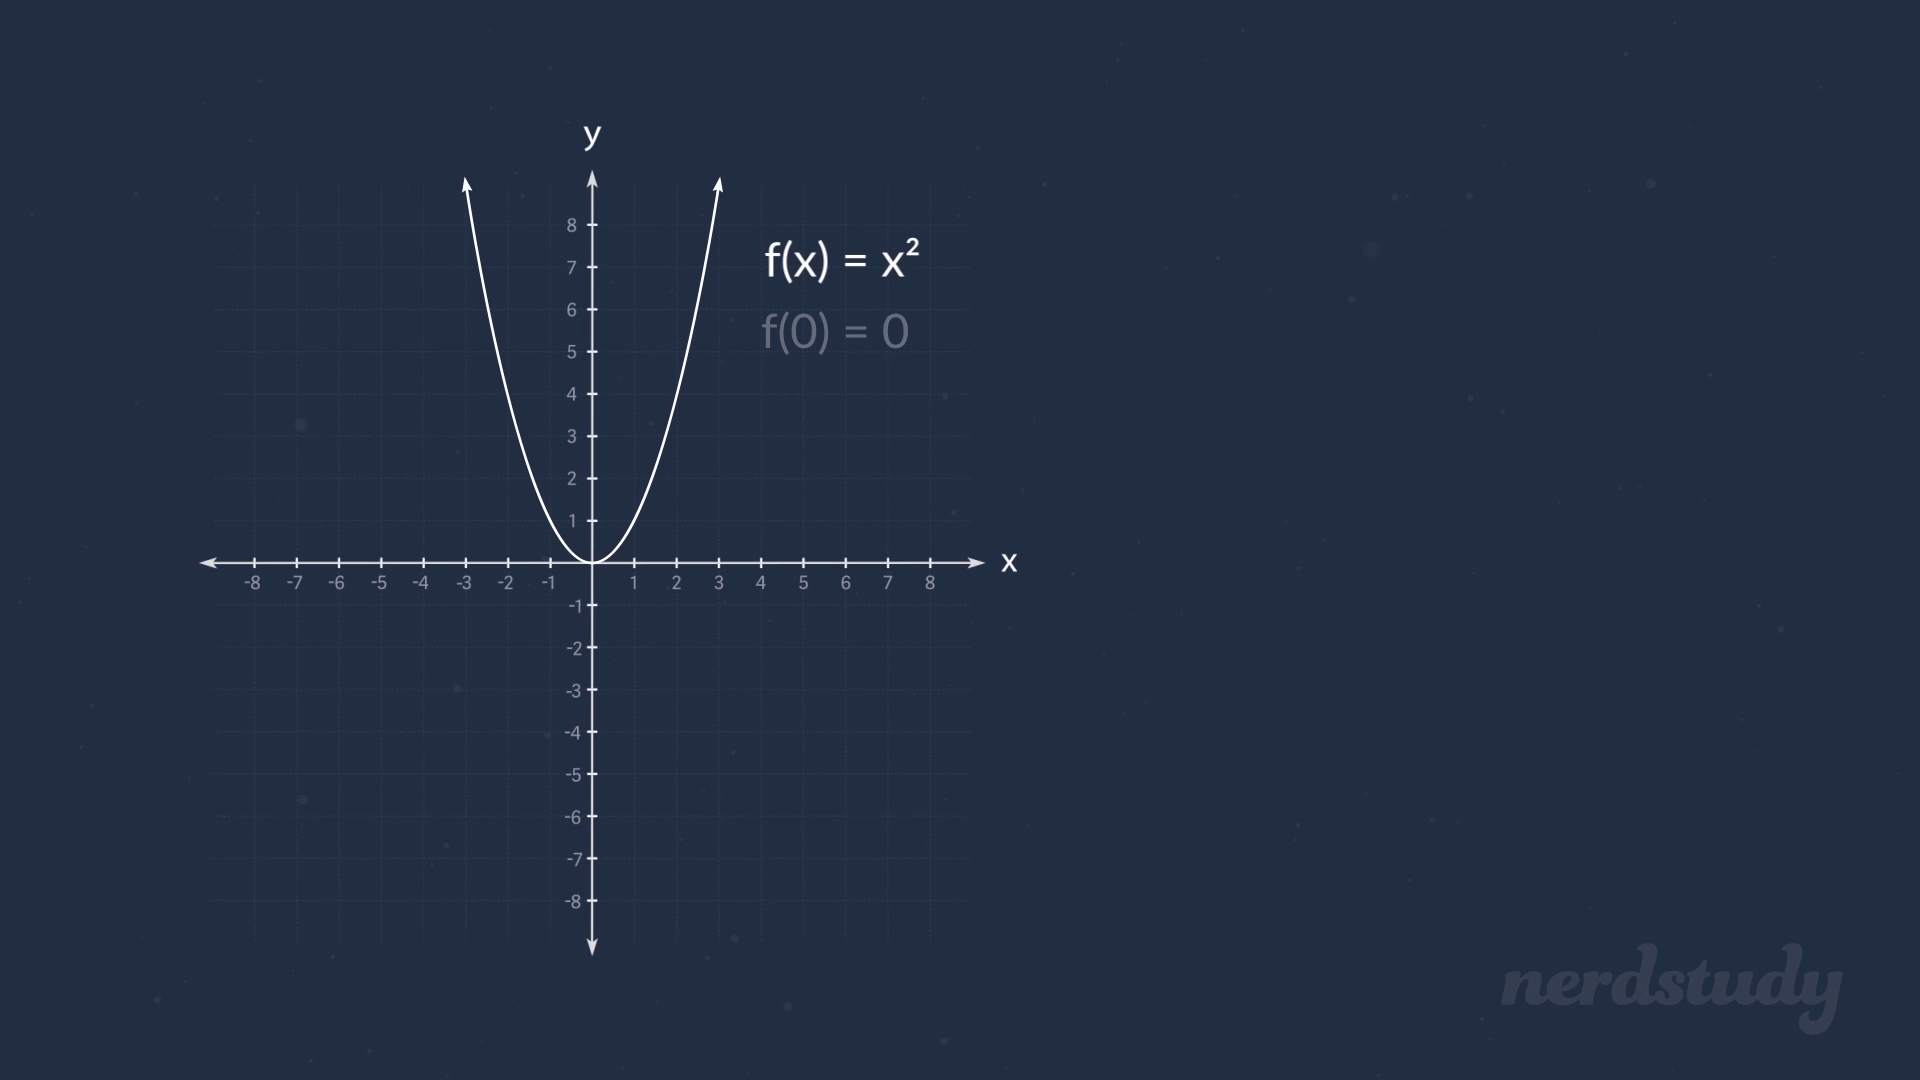 y
8
7
f(x) = x²
6
f(0) = 0
5
4
3
2
1
x
-8 -7 -6 -5 -4 -3 -2 -1 1 2 3 4 5 6 7 8
-1
-2
-3
-4
-5
-6
-7
-8
nerdstudy